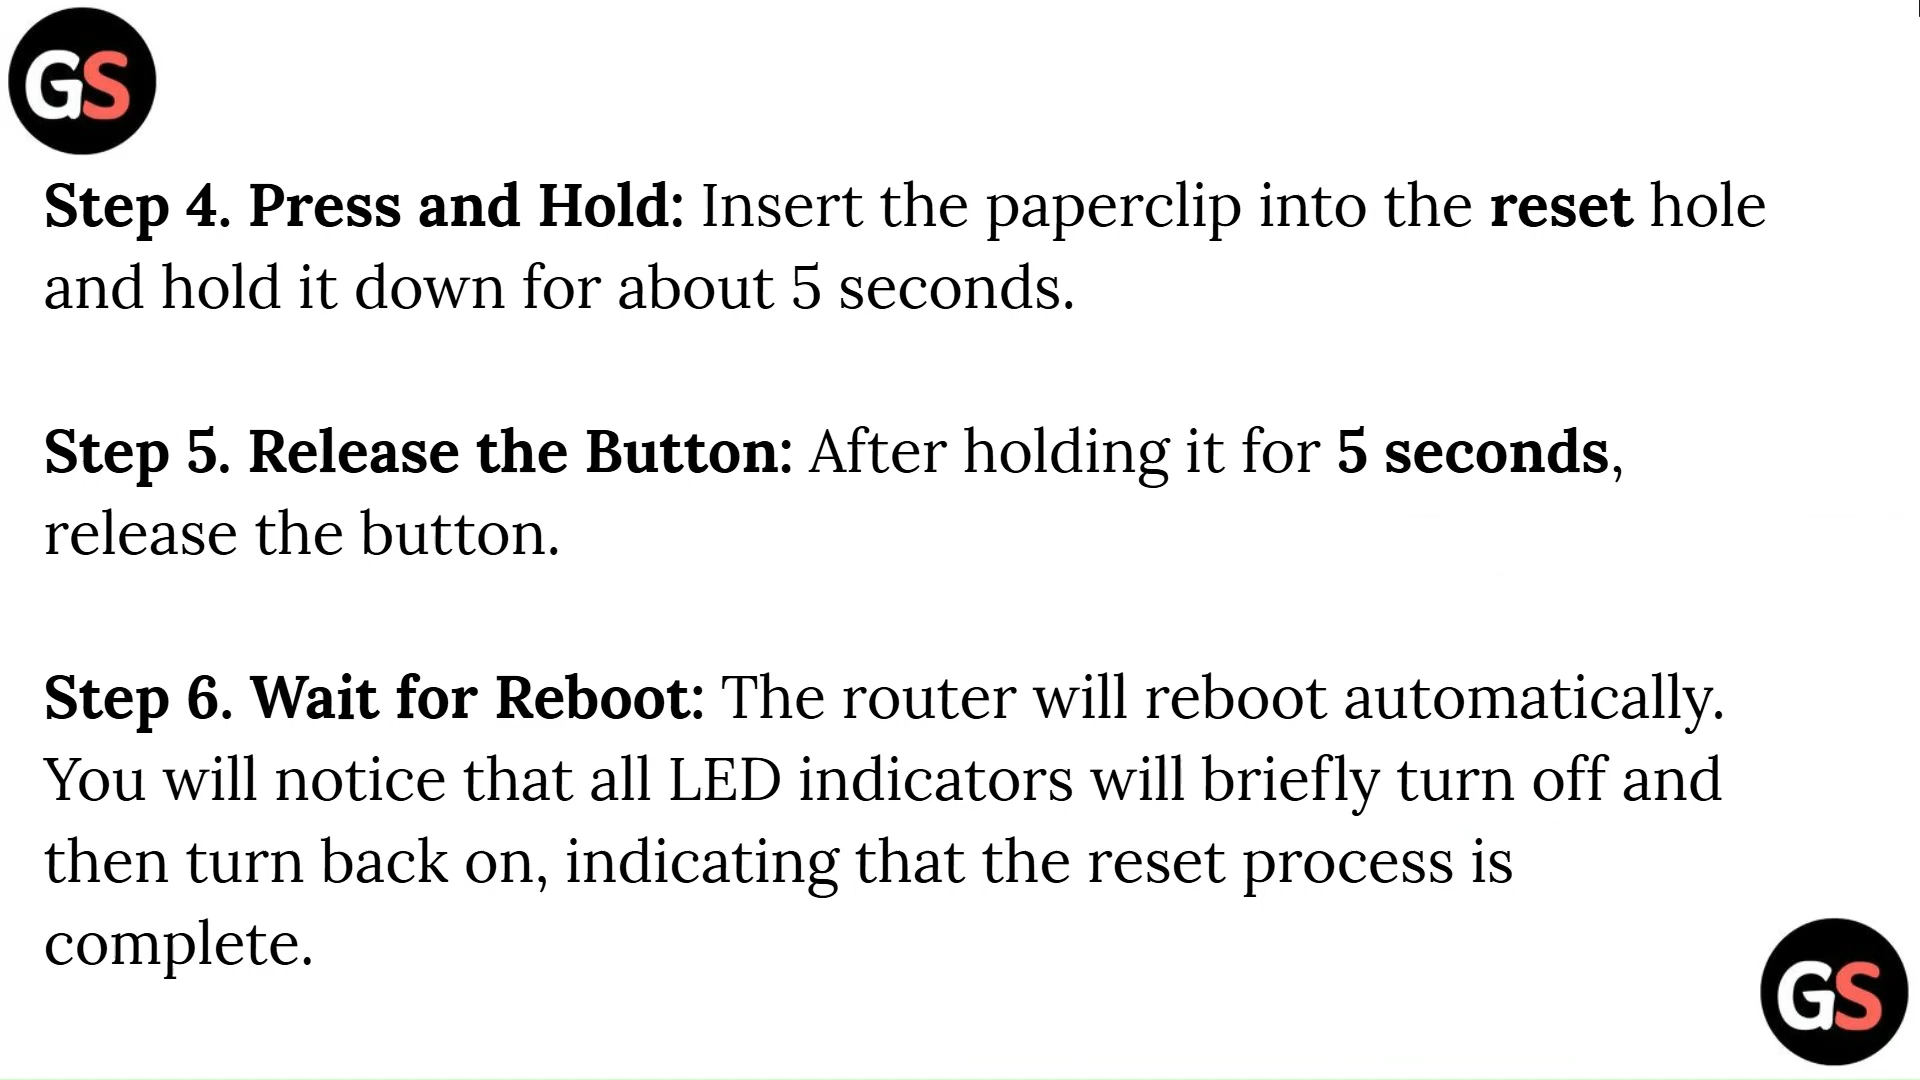 GS
Step 4. Press and Hold: Insert the paperclip into the reset hole
and hold it down for about 5 seconds.
Step 5. Release the Button: After holding it for 5 seconds,
release the button.
Step 6. Wait for Reboot: The router will reboot automatically.
You will notice that all LED indicators will briefly turn off and
then turn back on, indicating that the reset process is
complete.
GS